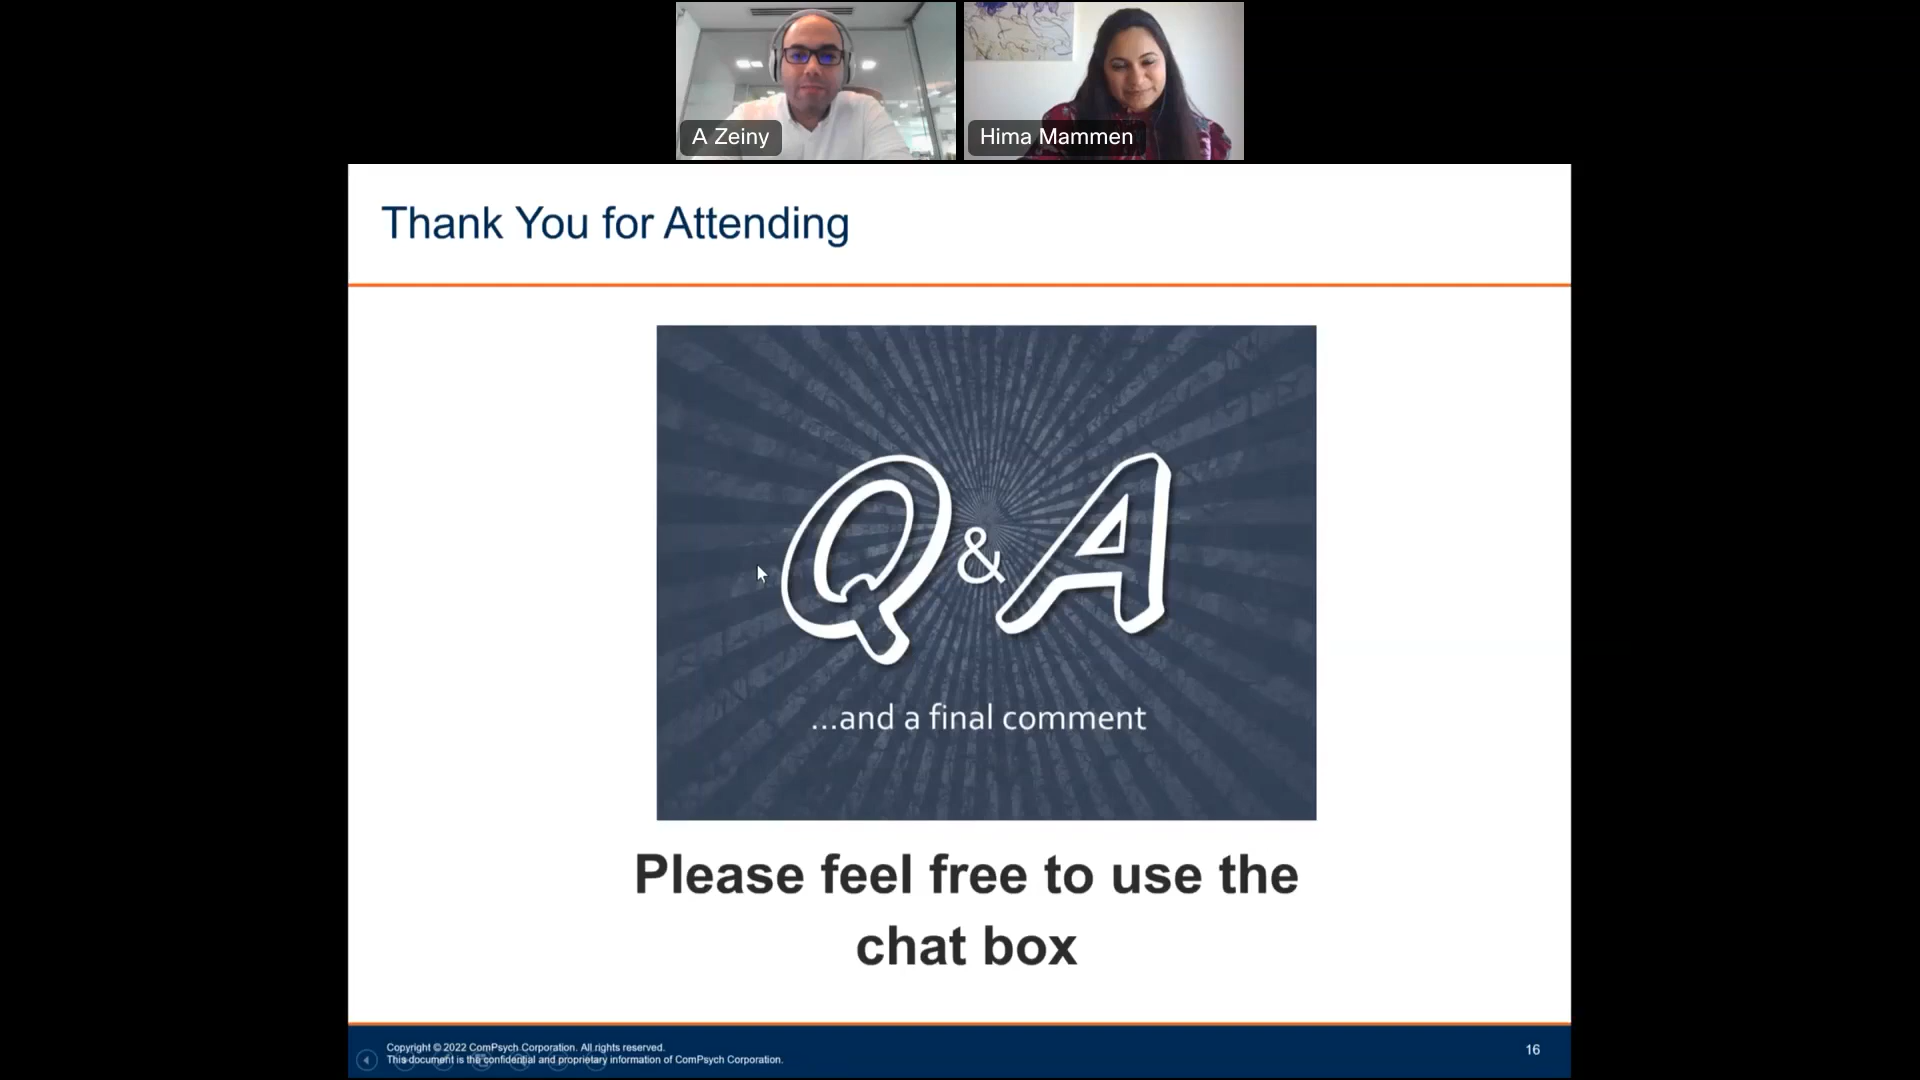 A Zeiny
Hima Mammen
Thank You for Attending
Q & A
...and a final comment
Please feel free to use the
chat box
Copyright © 2022 ComPsych Corporation. All rights reserved.
This document is the confidential and proprietary information of ComPsych Corporation.
16